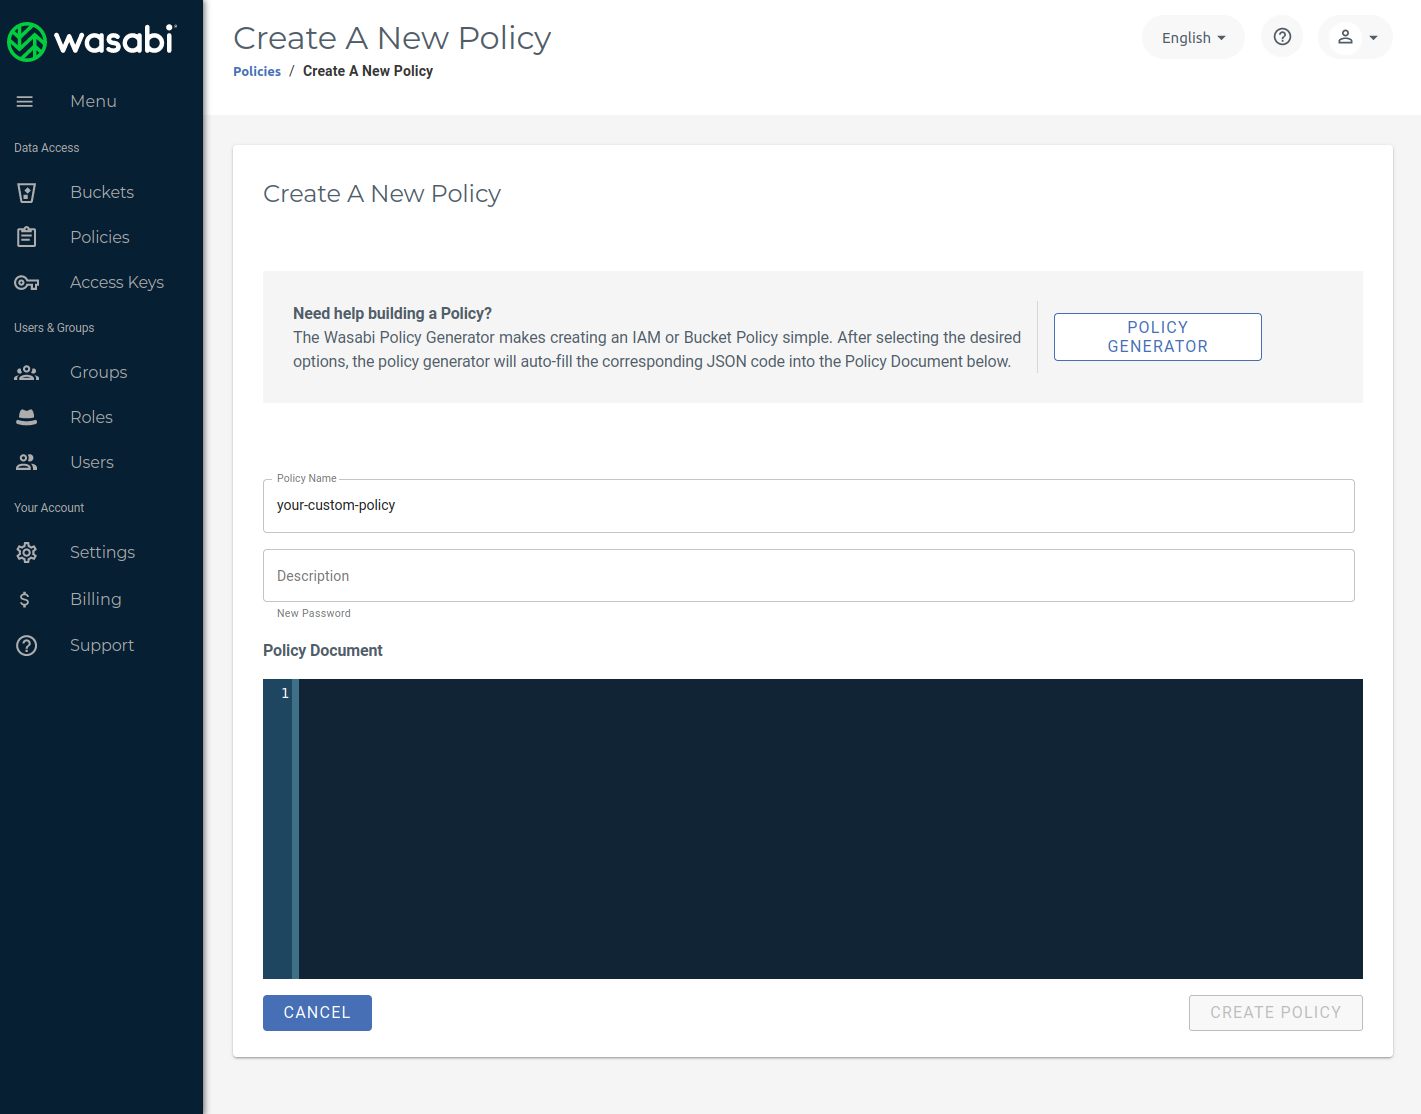 wasabi
Menu
Data Access
Buckets
Policies
Access Keys
Users & Groups
Groups
Roles
Users
Your Account
Settings
Billing
Support
Create A New Policy
Policies / Create A New Policy
English
Create A New Policy
Need help building a Policy?
The Wasabi Policy Generator makes creating an IAM or Bucket Policy simple. After selecting the desired
options, the policy generator will auto-fill the corresponding JSON code into the Policy Document below.
POLICY
GENERATOR
Policy Name
your-custom-policy
Description
New Password
Policy Document
1
CANCEL
CREATE POLICY